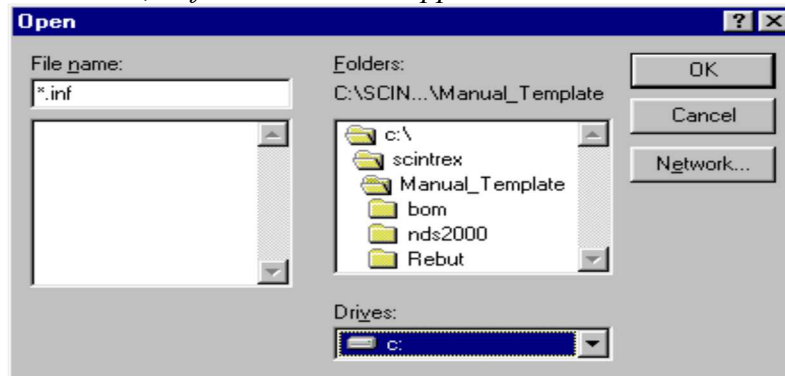 Open
File name:
*.inf
Folders:
C:\SCIN...\Manual_Template
c:\
scintrex
Manual_Template
bom
nds2000
Rebut
Drives:
c:
OK
Cancel
Network...